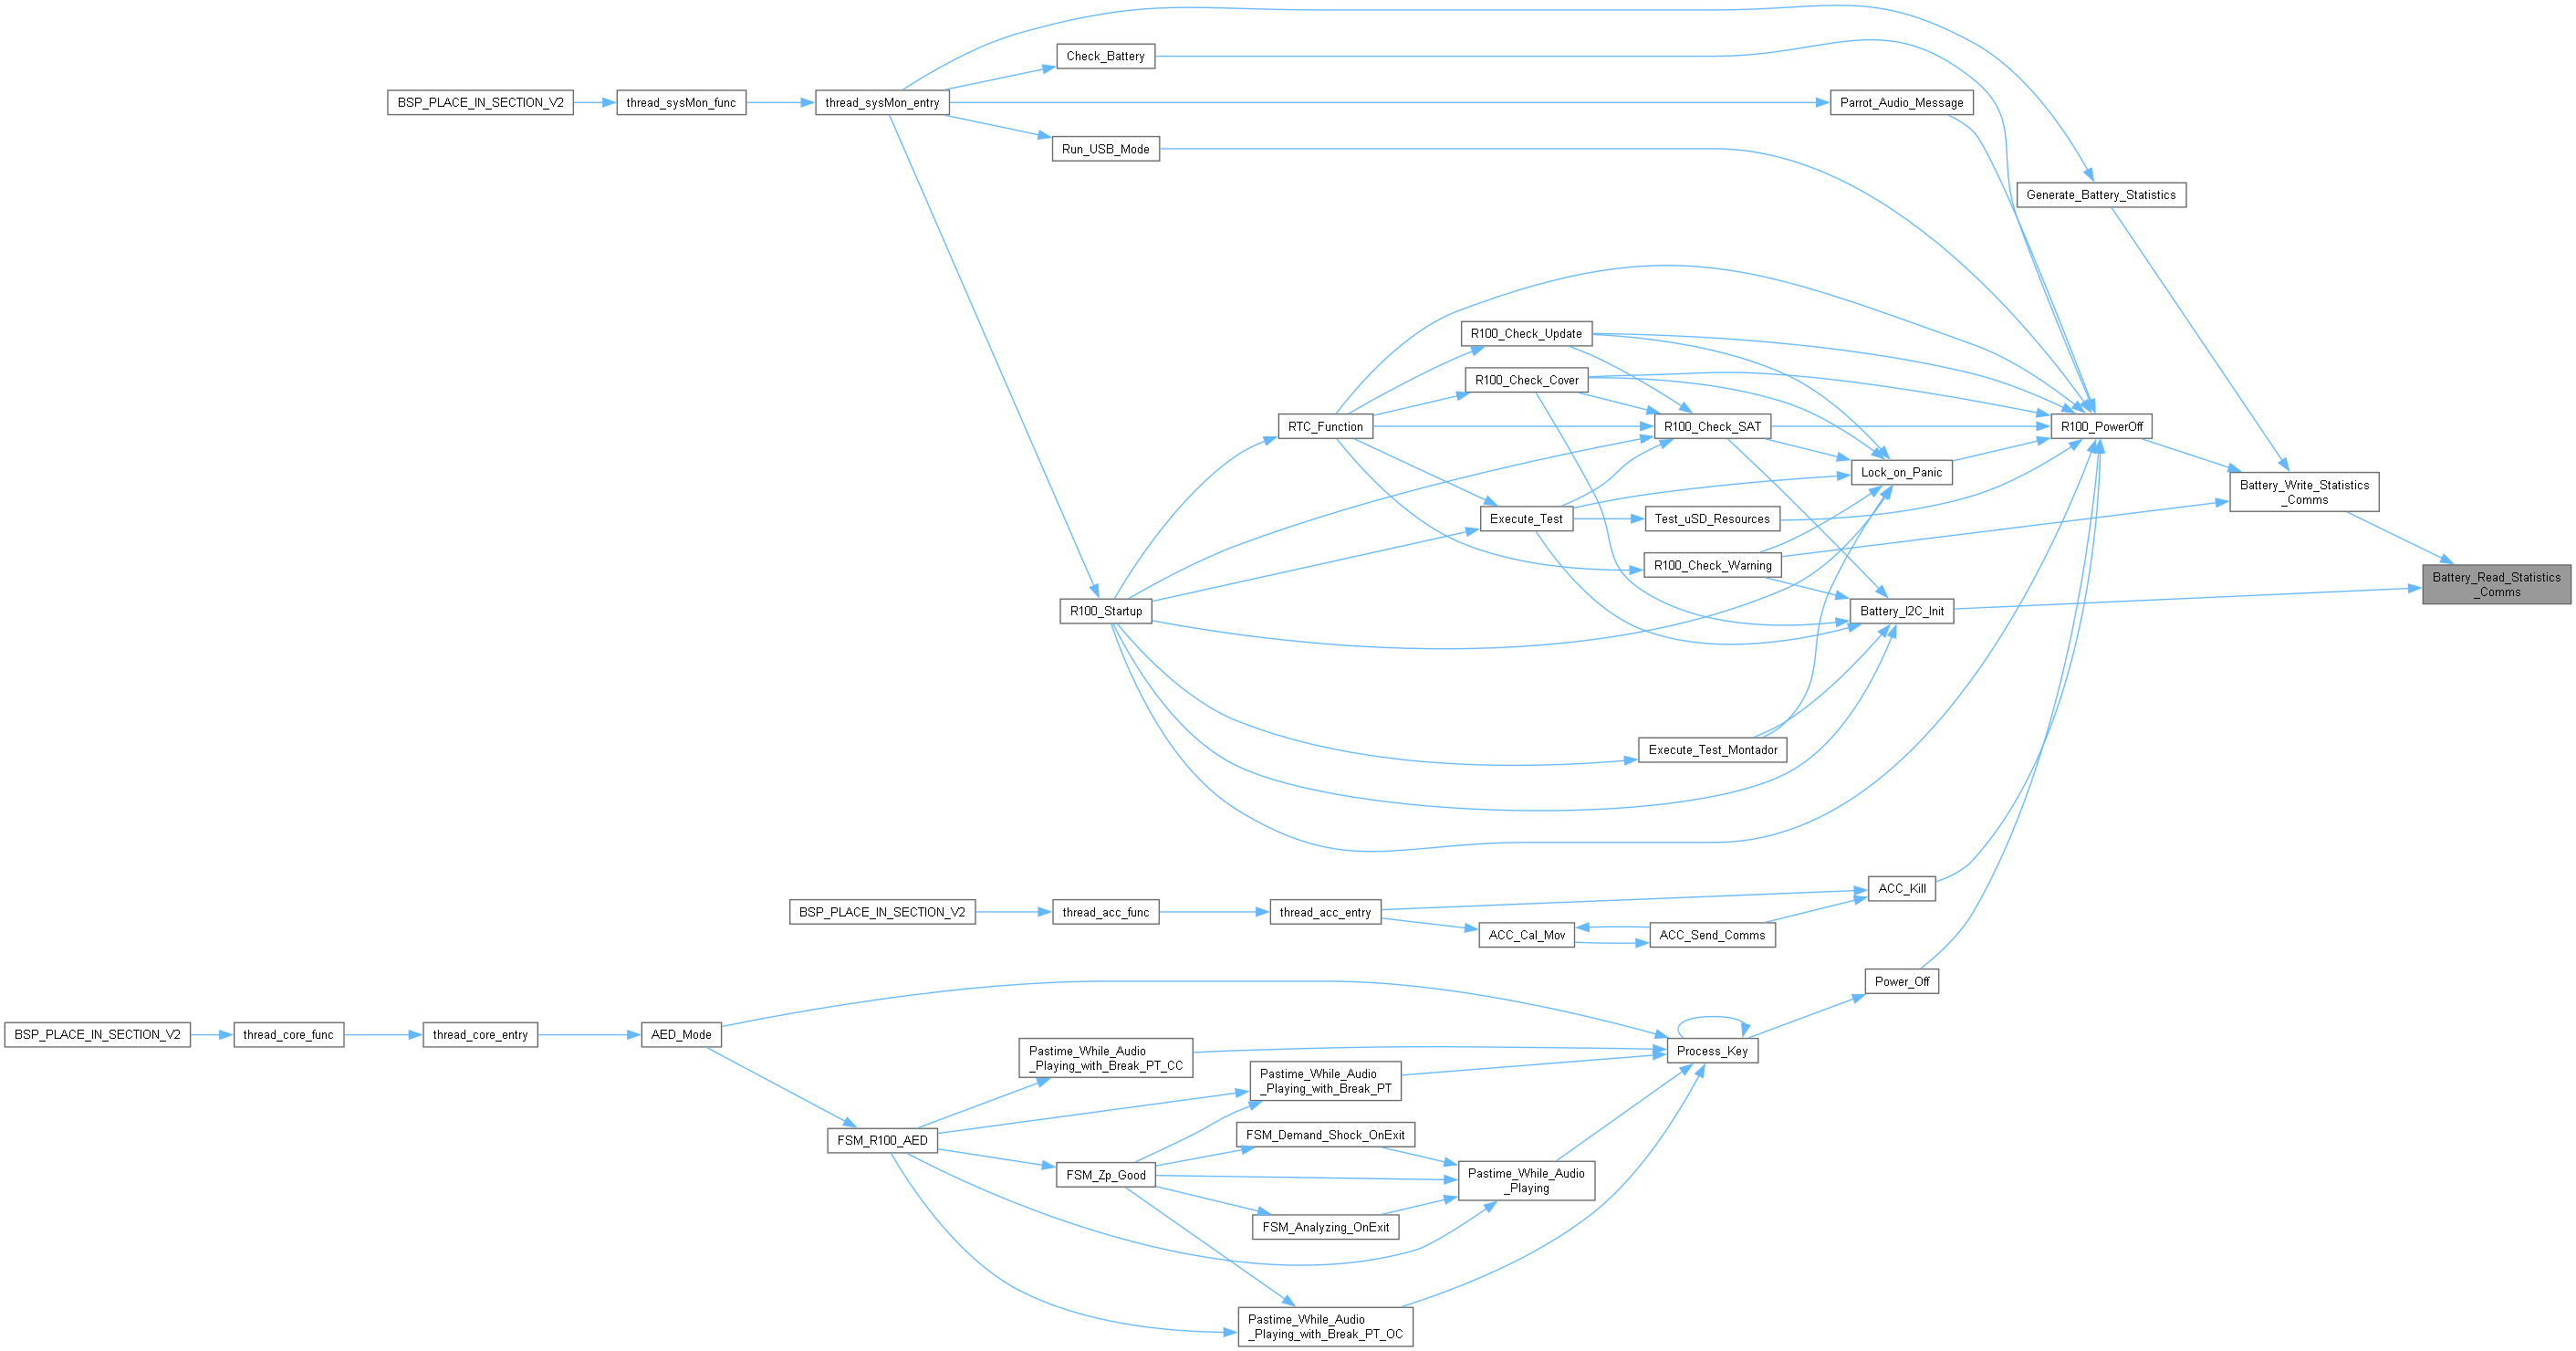 Check_Battery
BSP_PLACE_IN_SECTION_V2
thread_sysMon_func
thread_sysMon_entry
Parrot_Audio_Message
Run_USB_Mode
Generate_Battery_Statistics
R100_Check_Update
R100_Check_Cover
RTC_Function
R100_Check_SAT
R100_PowerOff
Lock_on_Panic
Battery_Write_Statistics
_Comms
Execute_Test
Test_uSD_Resources
R100_Check_Warning
Battery_Read_Statistics
_Comms
R100_Startup
Battery_I2C_Init
Execute_Test_Montador
ACC_Kill
BSP_PLACE_IN_SECTION_V2
thread_acc_func
thread_acc_entry
ACC_Cal_Mov
ACC_Send_Comms
Power_Off
BSP_PLACE_IN_SECTION_V2
thread_core_func
thread_core_entry
AED_Mode
Process_Key
Pastime_While_Audio
_Playing_with_Break_PT_CC
Pastime_While_Audio
_Playing_with_Break_PT
FSM_R100_AED
FSM_Demand_Shock_OnExit
FSM_Zp_Good
Pastime_While_Audio
_Playing
FSM_Analyzing_OnExit
Pastime_While_Audio
_Playing_with_Break_PT_OC